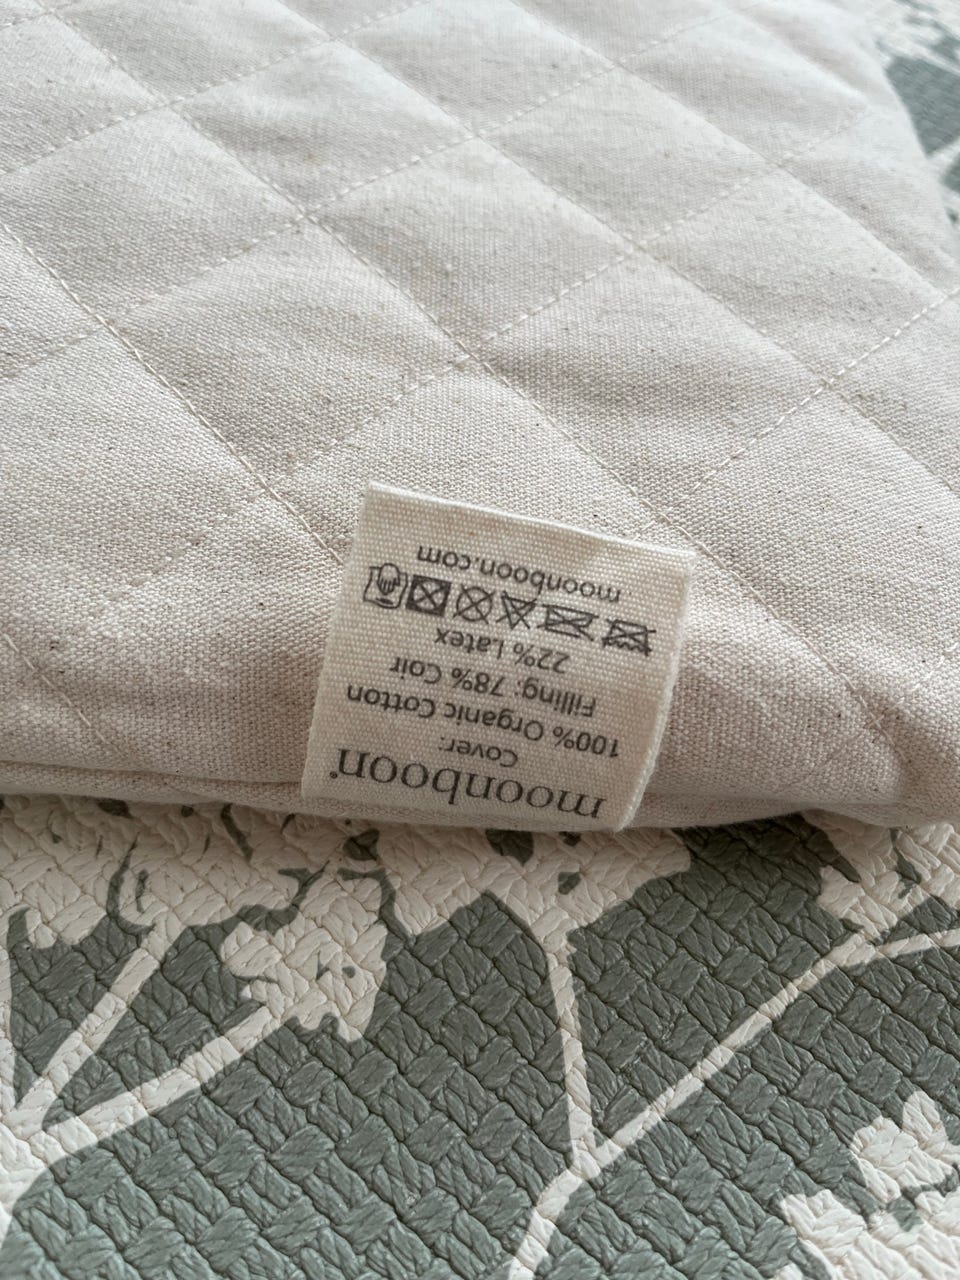 moonboon®
Cover:
100% Organic Cotton
Filling: 78% Coir
22% Latex
moonboon.com